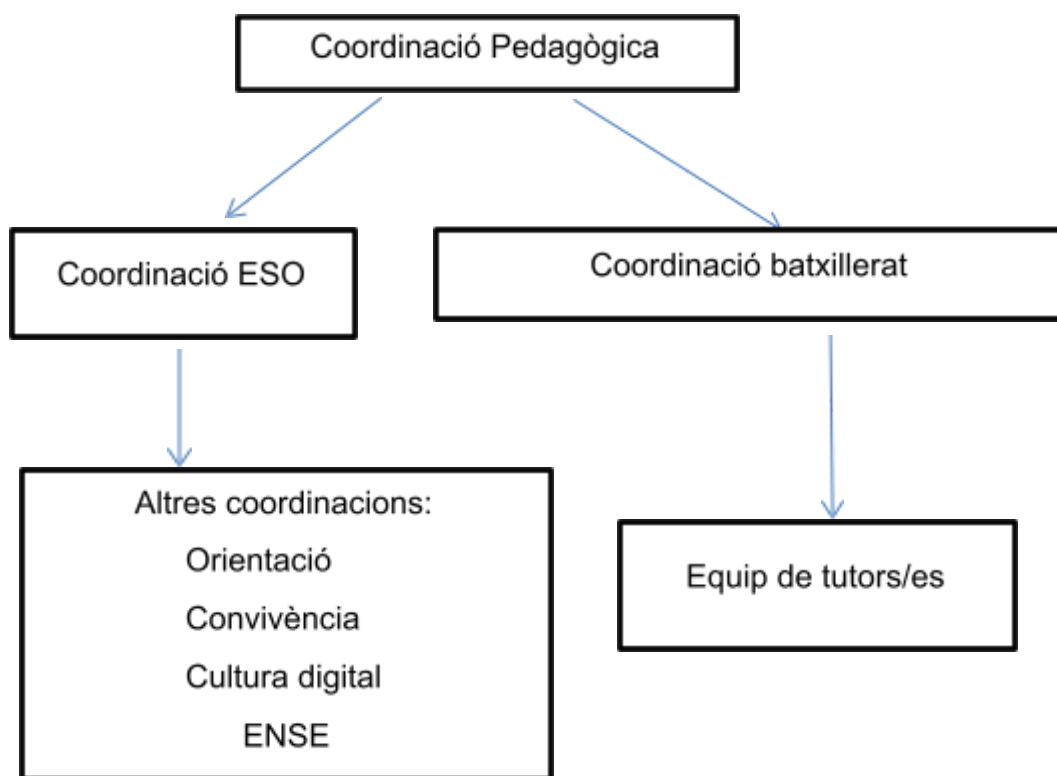 Coordinació Pedagògica
Coordinació ESO
Coordinació batxillerat
Altres coordinacions:
Orientació
Convivència
Cultura digital
ENSE
Equip de tutors/es